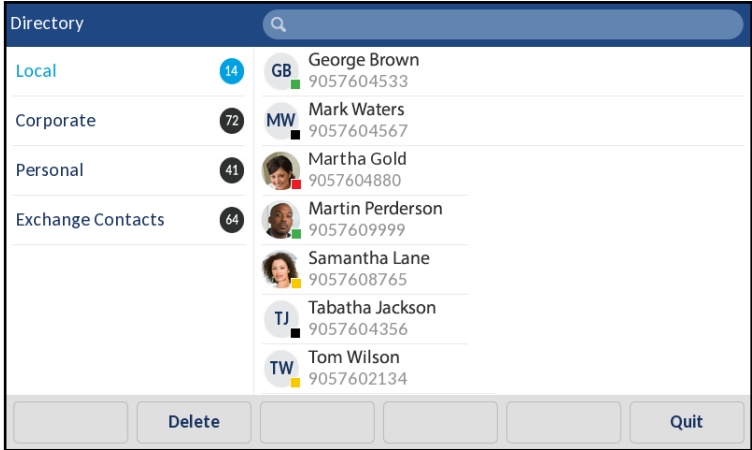 Directory
Local 14
Corporate 72
Personal 41
Exchange Contacts 64
GB George Brown
9057604533
MW Mark Waters
9057604567
Martha Gold
9057604880
Martin Perderson
9057609999
Samantha Lane
9057608765
TJ Tabatha Jackson
9057604356
TW Tom Wilson
9057602134
Delete Quit